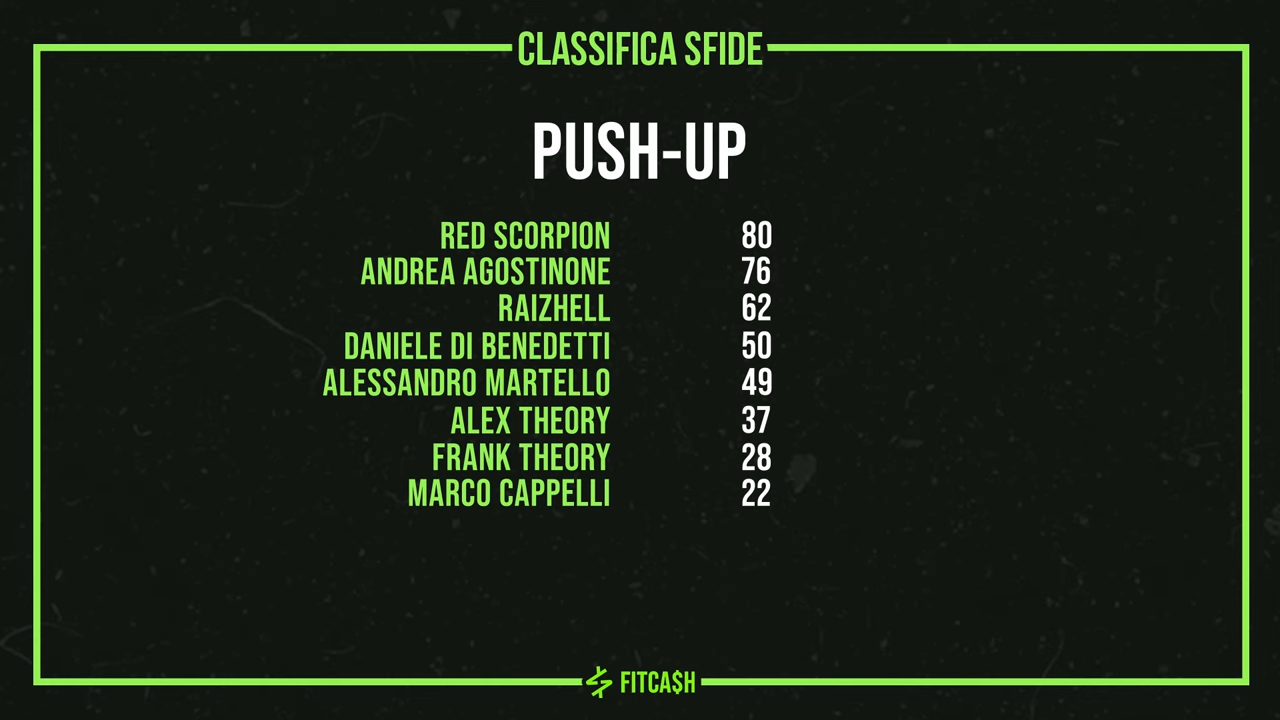 CLASSIFICA SFIDE
PUSH-UP
RED SCORPION 80
ANDREA AGOSTINONE 76
RAIZHELL 62
DANIELE DI BENEDETTI 50
ALESSANDRO MARTELLO 49
ALEX THEORY 37
FRANK THEORY 28
MARCO CAPPELLI 22
FITCA$H